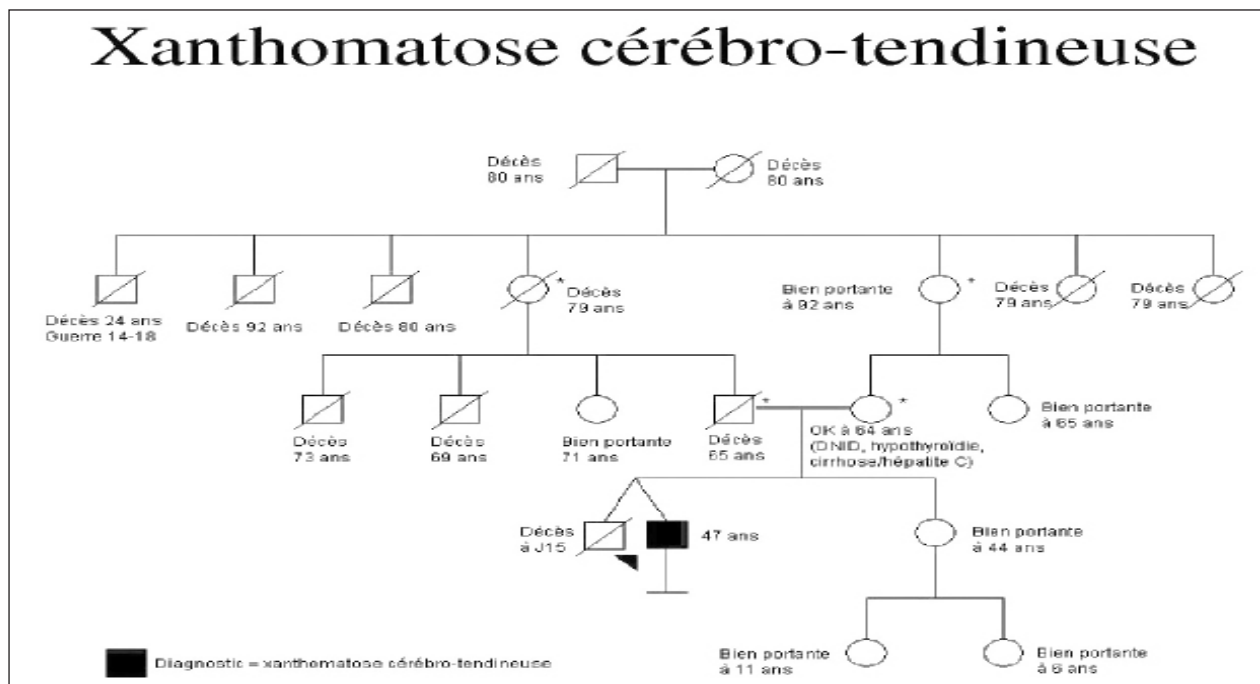 Xanthomatose cérébro-tendineuse
Décès
80 ans
Décès
80 ans
Décès 24 ans
Guerre 14-18
Décès 92 ans
Décès 80 ans
*
Décès
79 ans
Bien portante
à 92 ans
*
Décès
79 ans
Décès
79 ans
Décès
73 ans
Décès
69 ans
Bien portante
71 ans
*
Décès
65 ans
*
OK à 64 ans
(DNID, hypothyroïdie,
cirrhose/hépatite C)
Bien portante
à 65 ans
Décès
à J15
47 ans
Bien portante
à 44 ans
Bien portante
à 11 ans
Bien portante
à 6 ans
Diagnostic = xanthomatose cérébro-tendineuse